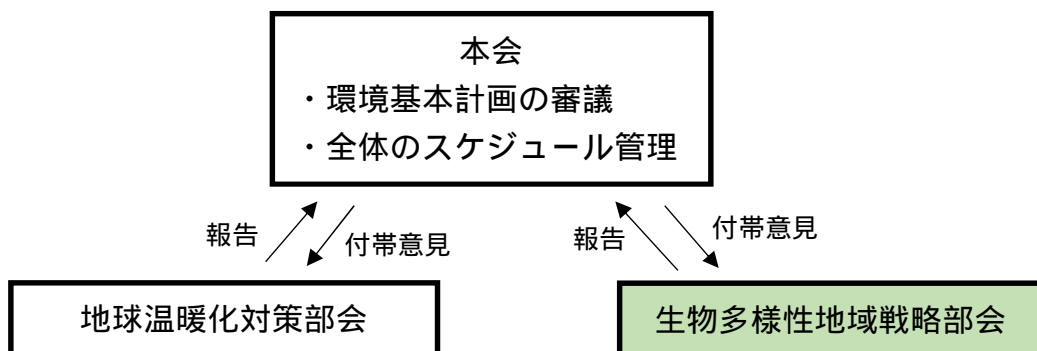 本会
・環境基本計画の審議
・全体のスケジュール管理
報告
付帯意見
報告
付帯意見
地球温暖化対策部会
生物多様性地域戦略部会